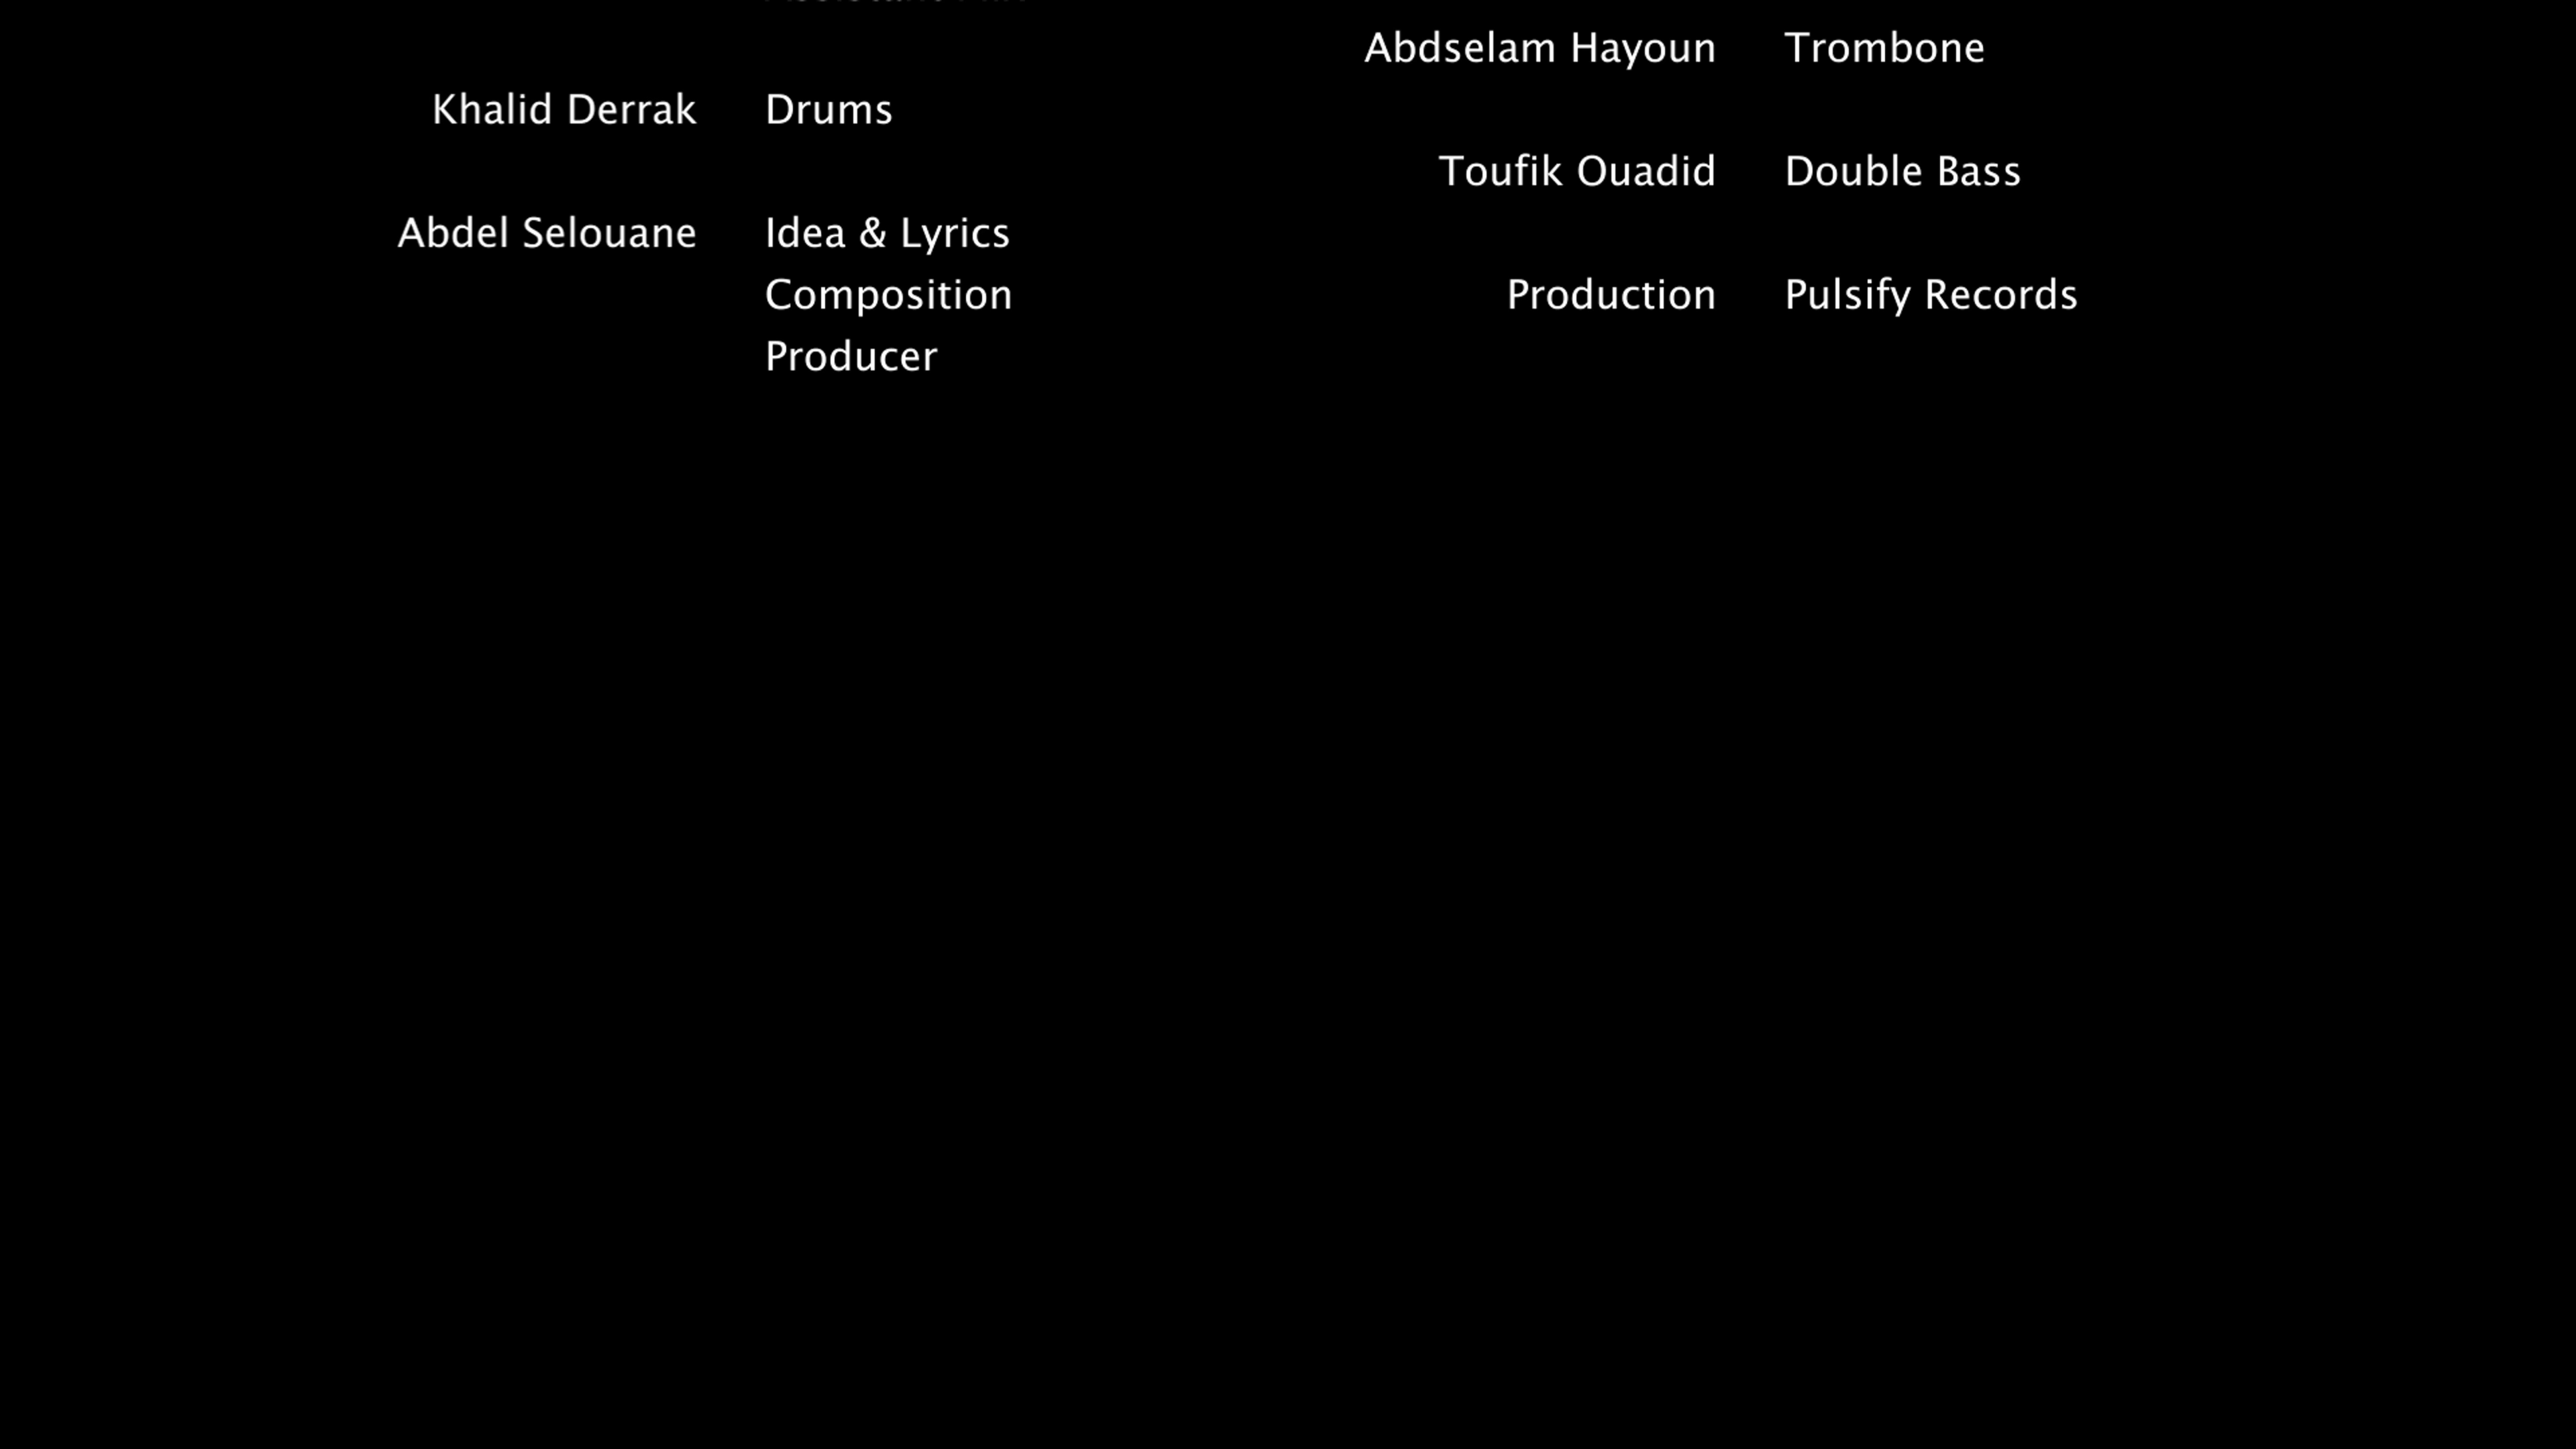 Khalid Derrak Drums
Abdel Selouane Idea & Lyrics
Composition
Producer
Abdselam Hayoun Trombone
Toufik Ouadid Double Bass
Production Pulsify Records